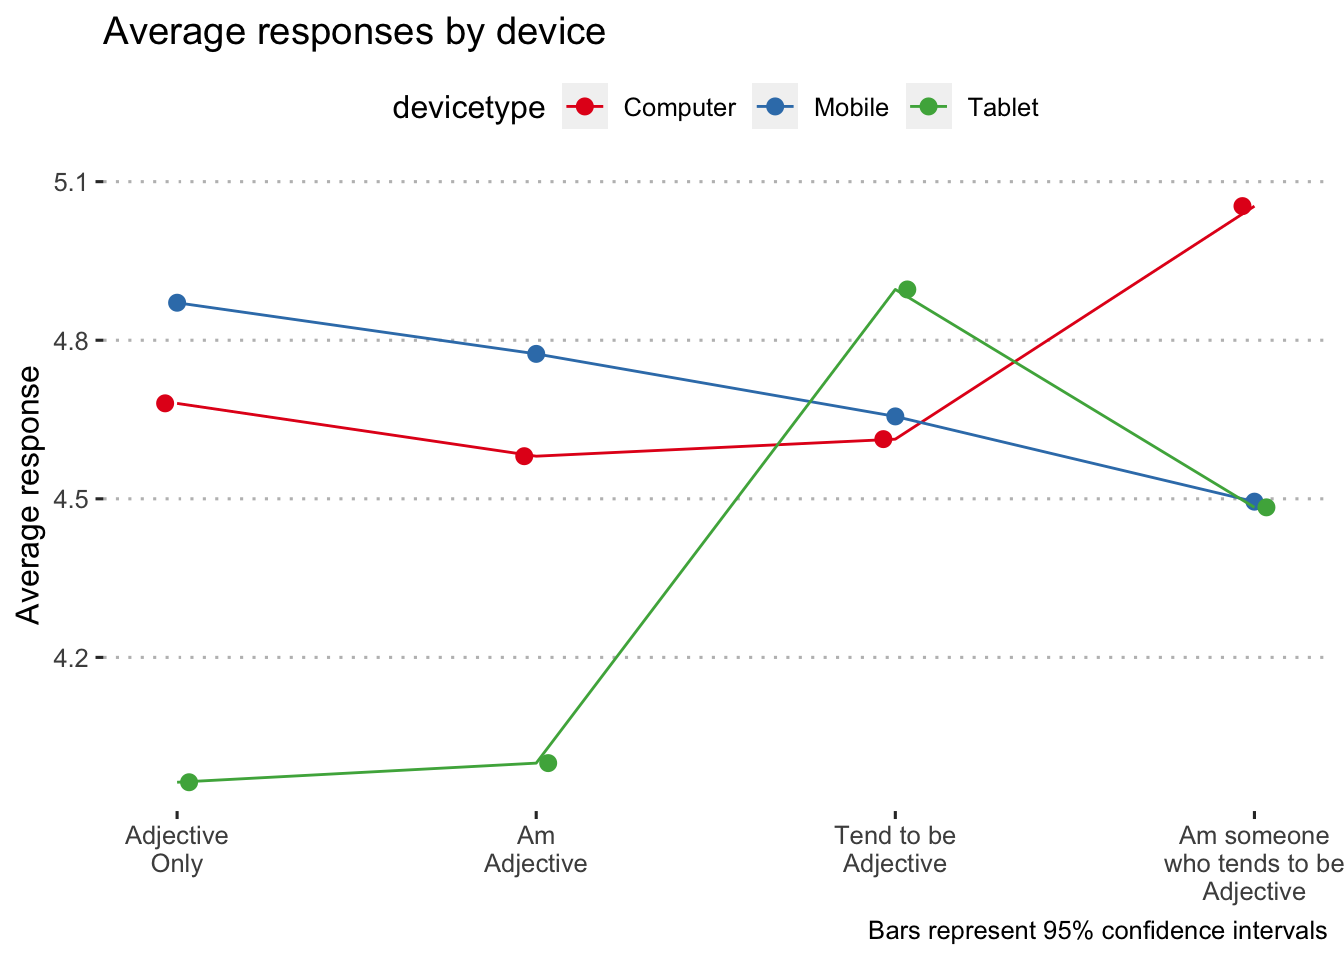 Average responses by device
devicetype Computer Mobile Tablet
Average response
5.1
4.8
4.5
4.2
Adjective
Only
Am
Adjective
Tend to be
Adjective
Am someone
who tends to be
Adjective
Bars represent 95% confidence intervals